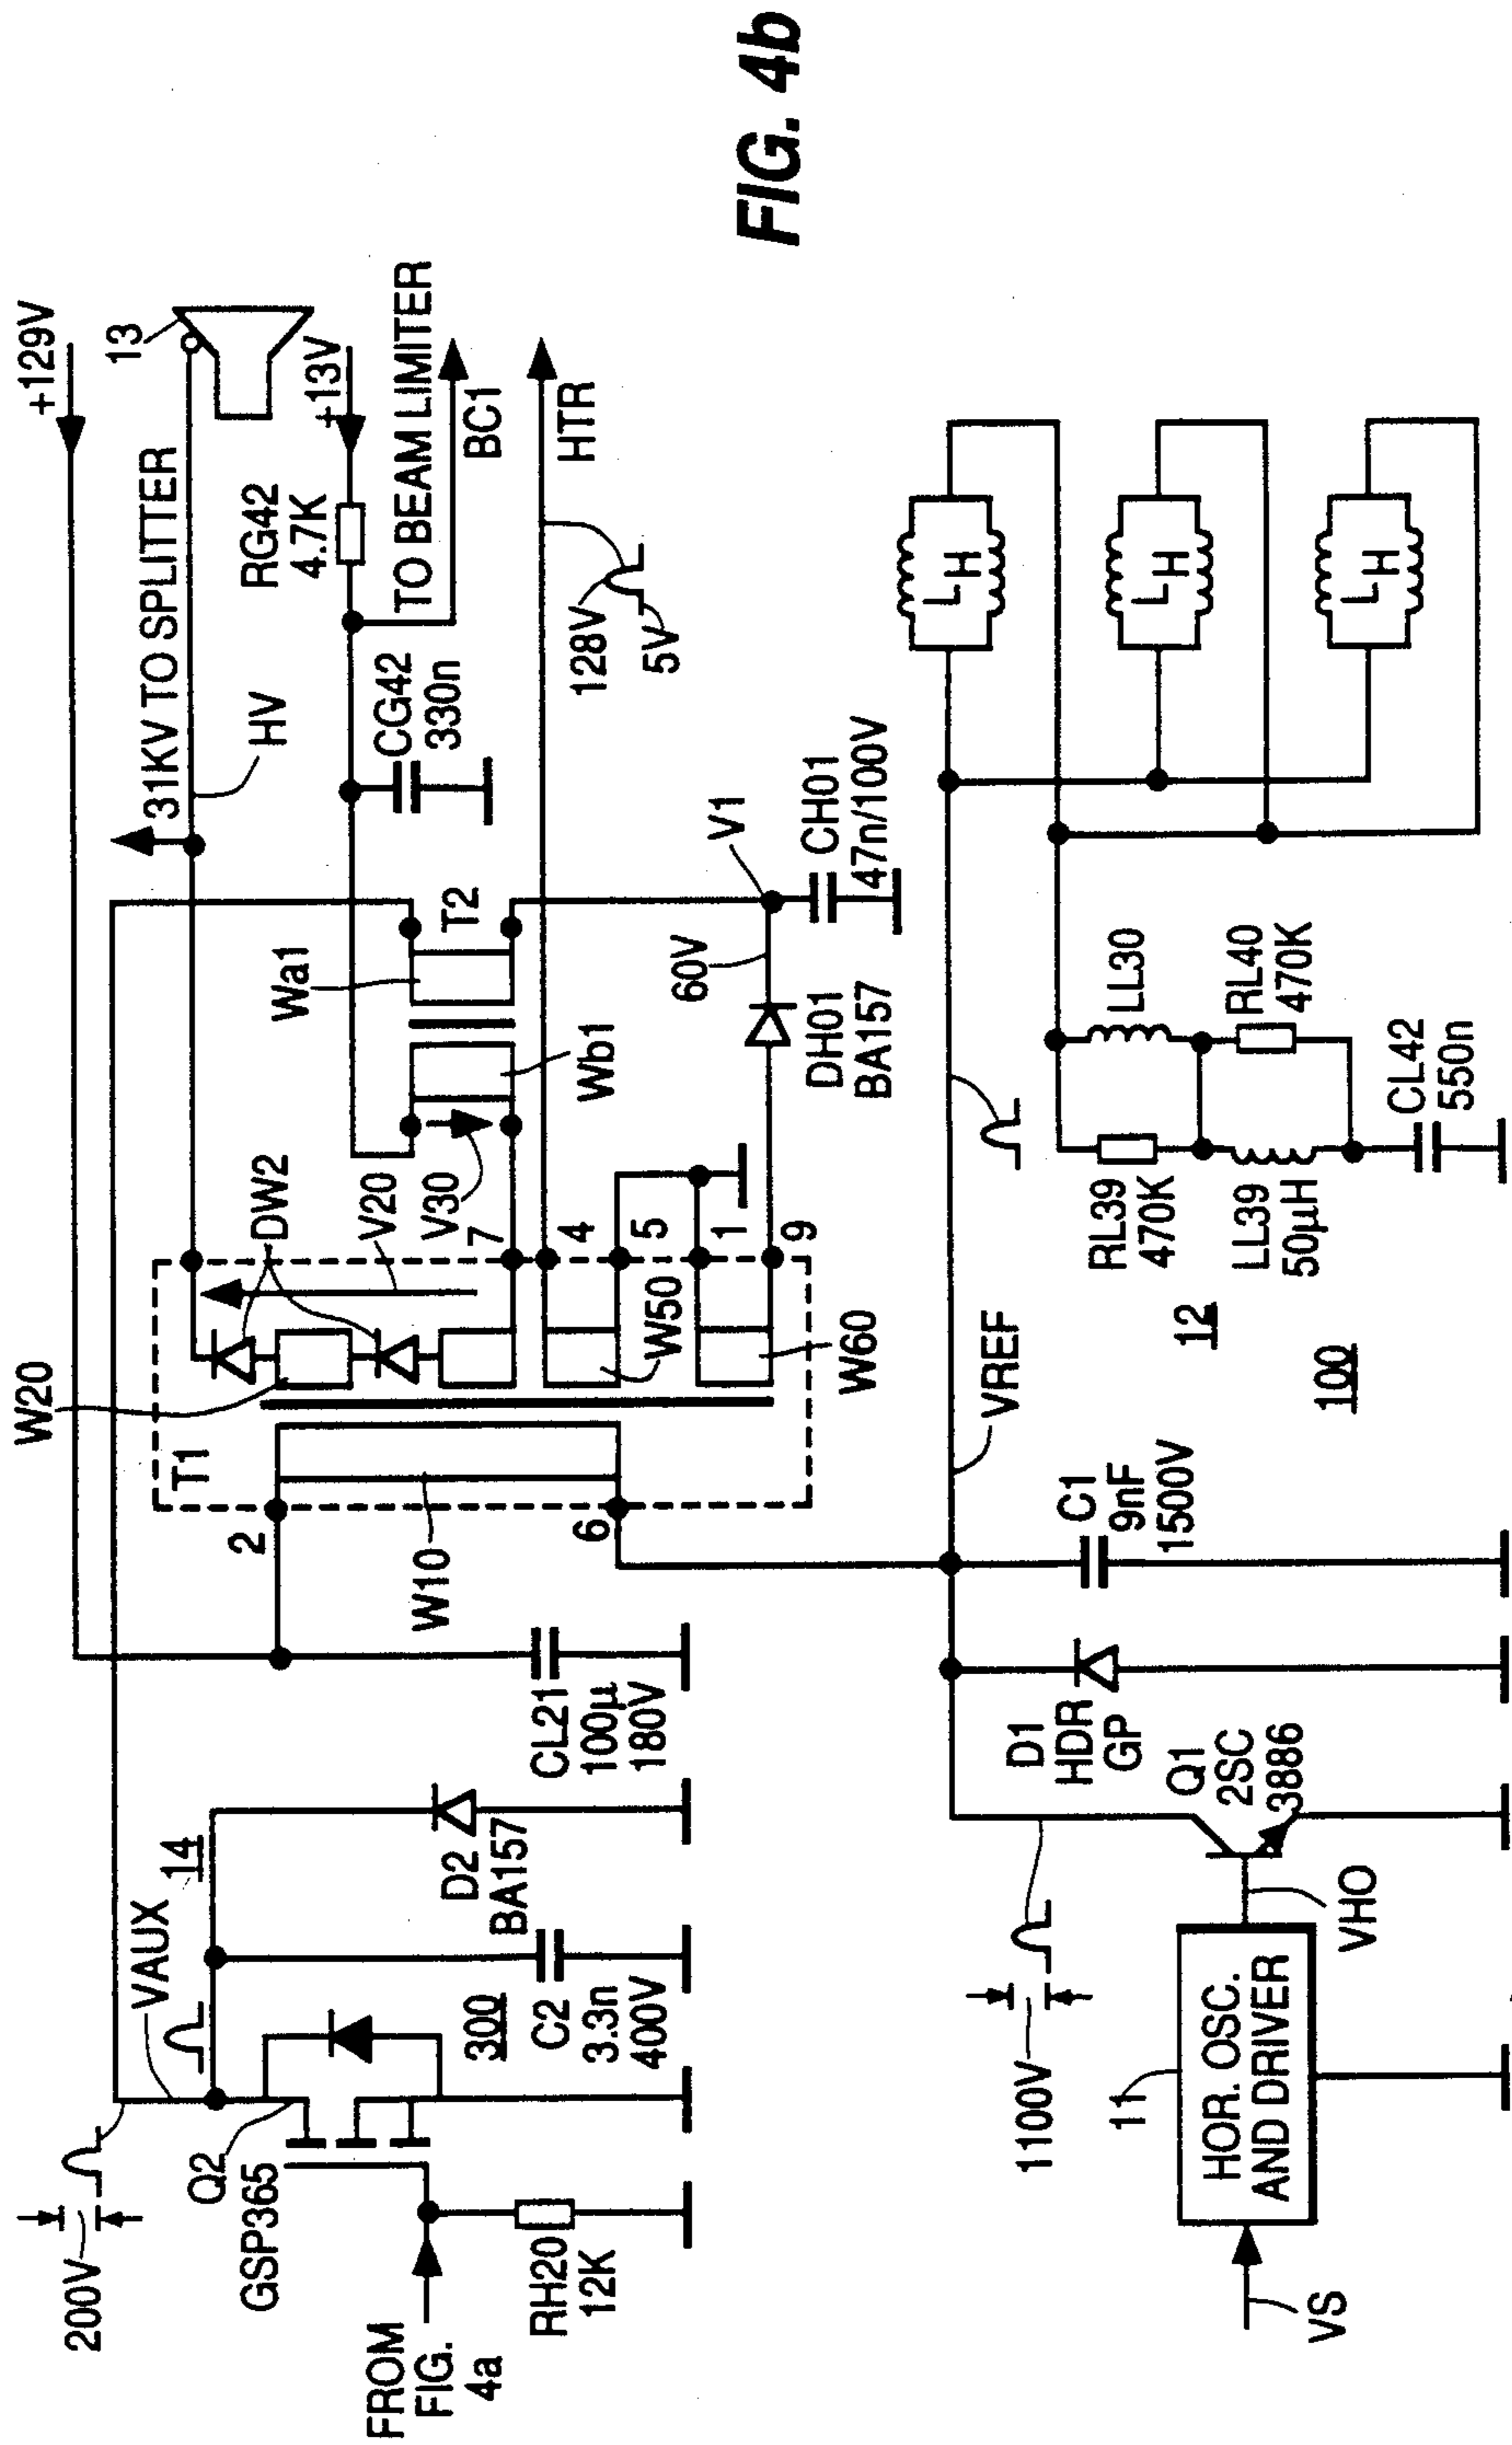 +129V
31KV TO SPLITTER
13
HV
RG42
4.7K
+13V
TO BEAM LIMITER
BC1
HTR
128V
5V
CG42
330n
T2
Wa1
Wb1
V1
60V
CH01
47n/100V
DH01
BA157
W20
DW2
V20
V30
7
4
5
1
9
T1
2
6
W10
W50
W60
VAUX
14
200V
Q2
GSP365
300
C2
3.3n
400V
D2
BA157
CL21
100µ
180V
FROM
FIG.
4a
RH20
12K
VREF
LH
LH
LH
LL30
RL40
470K
RL39
470K
LL39
50µH
CL42
550n
12
100
C1
9nF
1500V
D1
HDR
GP
Q1
2SC
3886
1100V
11
HOR. OSC.
AND DRIVER
VHO
VS
FIG. 4b